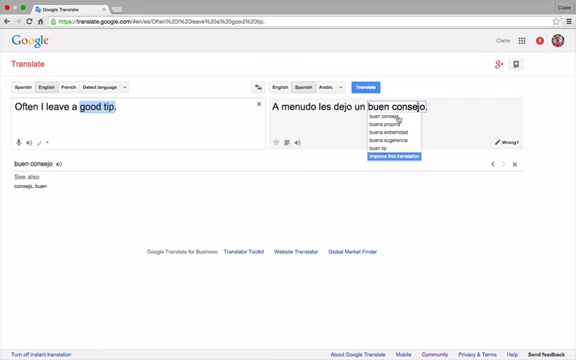 Google Translate
Claire
https://translate.google.com/#en/es/Often%20I%20leave%20a%20good%20tip.
Google
Claire
1
Translate
Spanish English French Detect language
English Spanish Arabic Translate
Often I leave a good tip.
A menudo les dejo un buen consejo.
buen consejo
buena propina
buena extremidad
buena sugerencia
buen tip
Improve this translation
Wrong?
buen consejo
See also
consejo, buen
Google Translate for Business: Translator Toolkit Website Translator Global Market Finder
Turn off instant translation
About Google Translate Mobile Community Privacy & Terms Help Send feedback